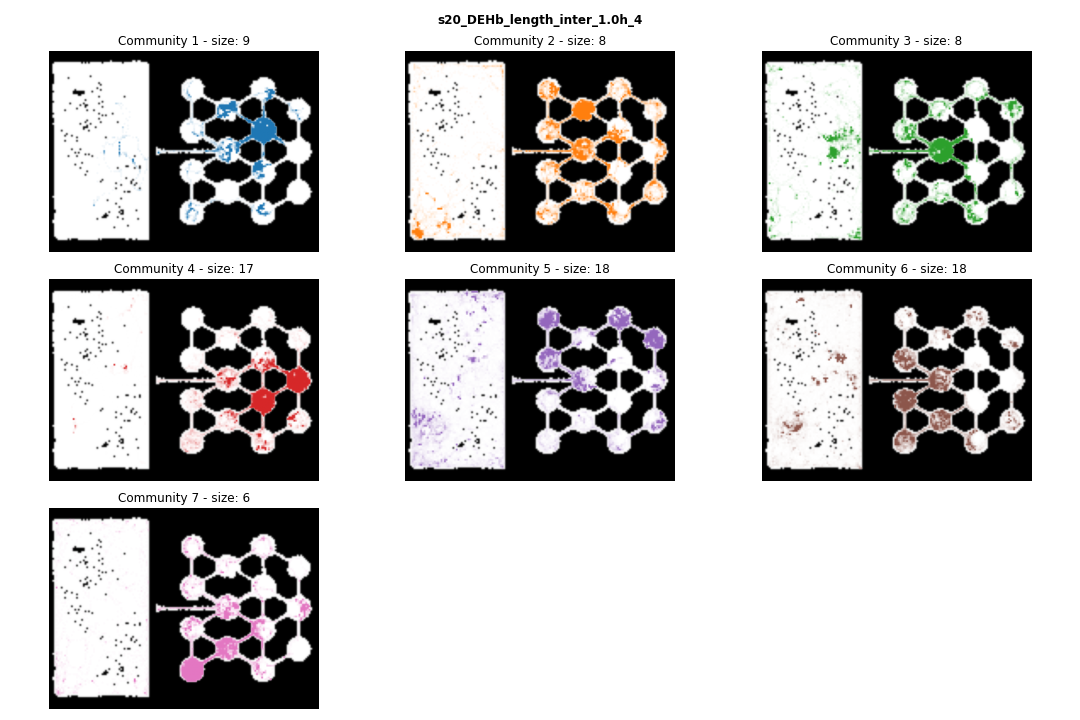 s20_DEHb_length_inter_1.0h_4
Community 1 - size: 9
Community 2 - size: 8
Community 3 - size: 8
Community 4 - size: 17
Community 5 - size: 18
Community 6 - size: 18
Community 7 - size: 6